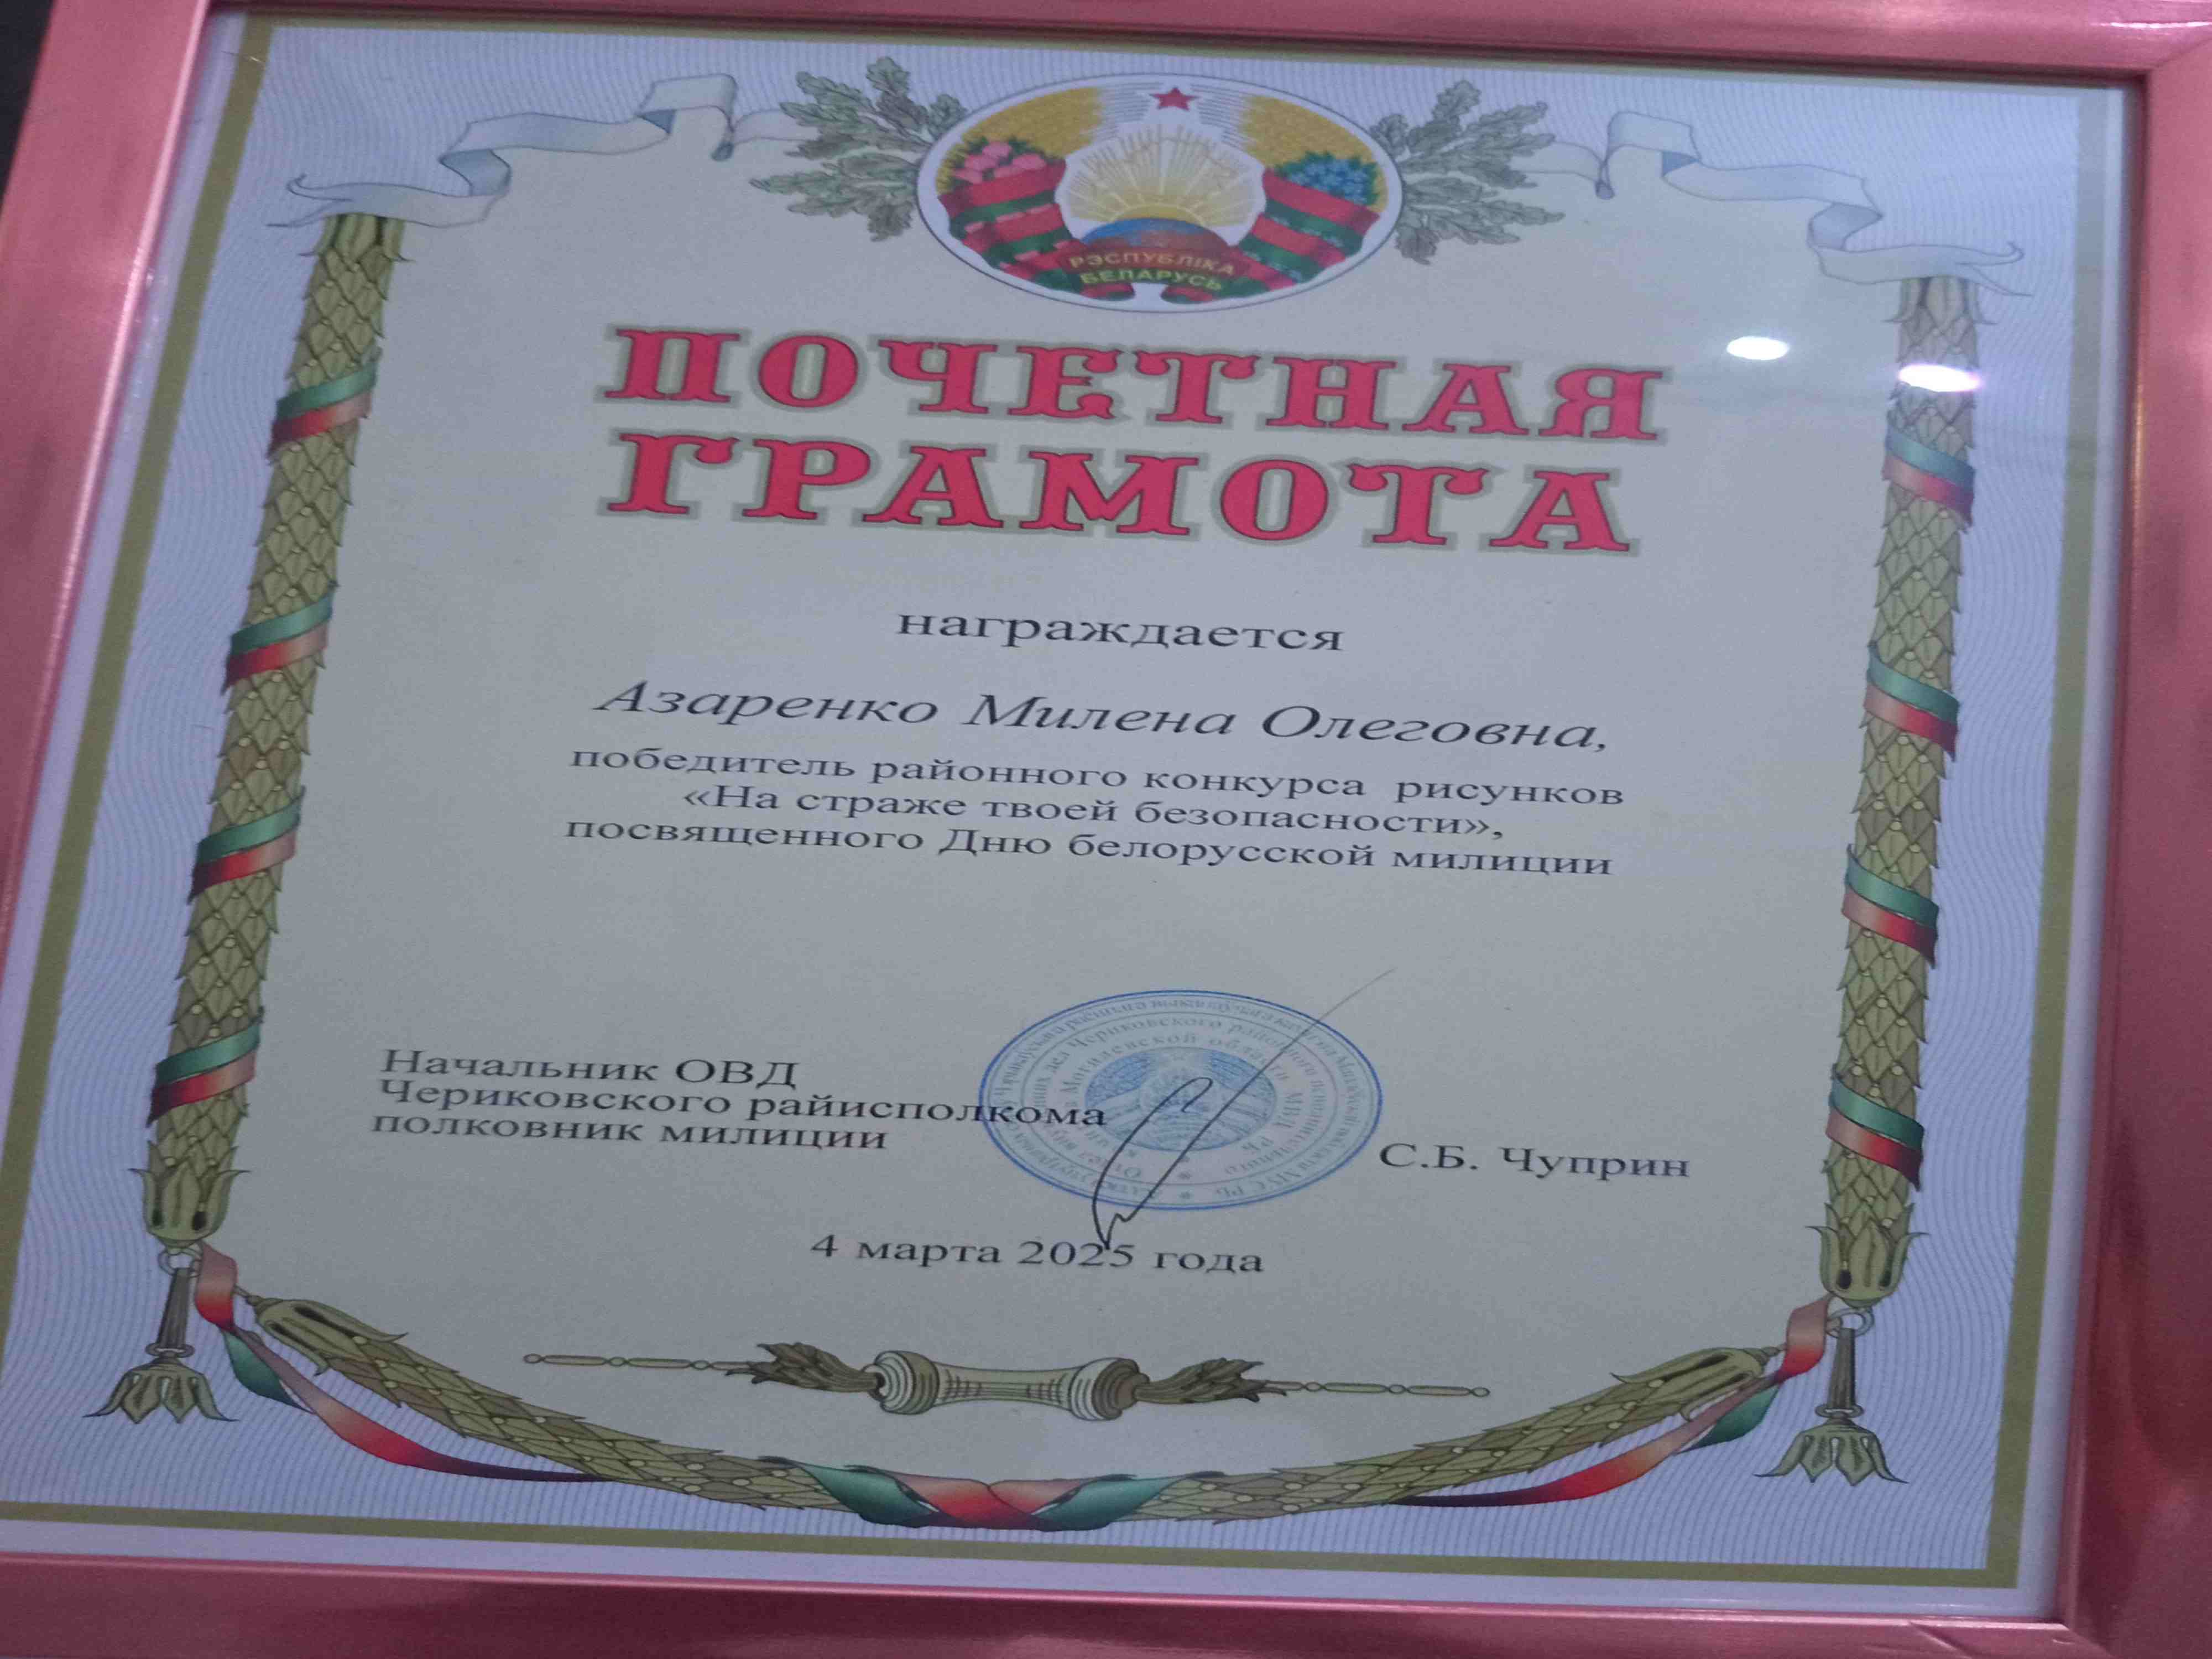 РЭСПУБЛІКА
БЕЛАРУСЬ
ПОЧЕТНАЯ
ГРАМОТА
награждается
Азаренко Милена Олеговна,
победитель районного конкурса рисунков
«На страже твоей безопасности»,
посвященного Дню белорусской милиции
Начальник ОВД
Чериковского райисполкома
полковник милиции
С.Б. Чуприн
4 марта 2025 года